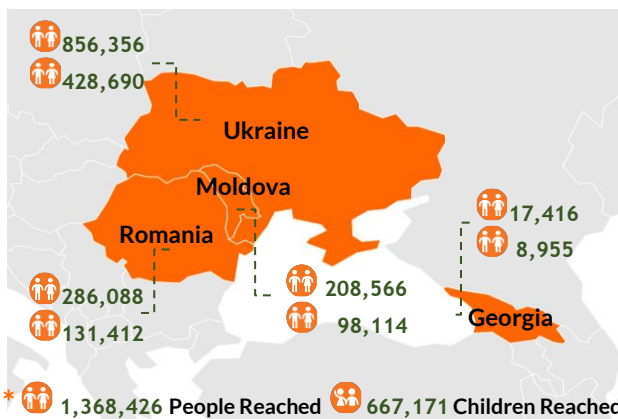 856,356
428,690
Ukraine
Moldova
Romania
17,416
8,955
286,088
131,412
208,566
98,114
Georgia
* 1,368,426 People Reached 667,171 Children Reached